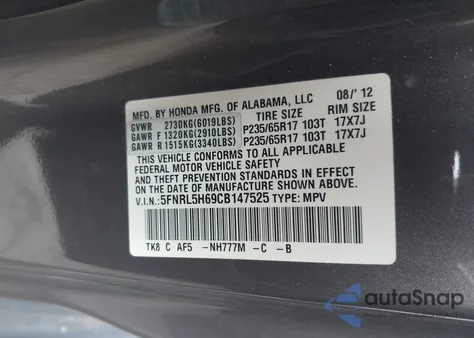 MFD. BY HONDA MFG. OF ALABAMA, LLC 08/'12
GVWR 2730KG(6019LBS) TIRE SIZE RIM SIZE
GAWR F 1320KG(2910LBS) P235/65R17 103T 17X7J
GAWR R 1515KG(3340LBS) P235/65R17 103T 17X7J
THIS VEHICLE CONFORMS TO ALL APPLICABLE
FEDERAL MOTOR VEHICLE SAFETY
AND THEFT PREVENTION STANDARDS IN EFFECT
ON THE DATE OF MANUFACTURE SHOWN ABOVE.
V.I.N.: 5FNRL5H69CB147525 TYPE: MPV
TK8 C AF5 -NH777M -C -B
autoSnap